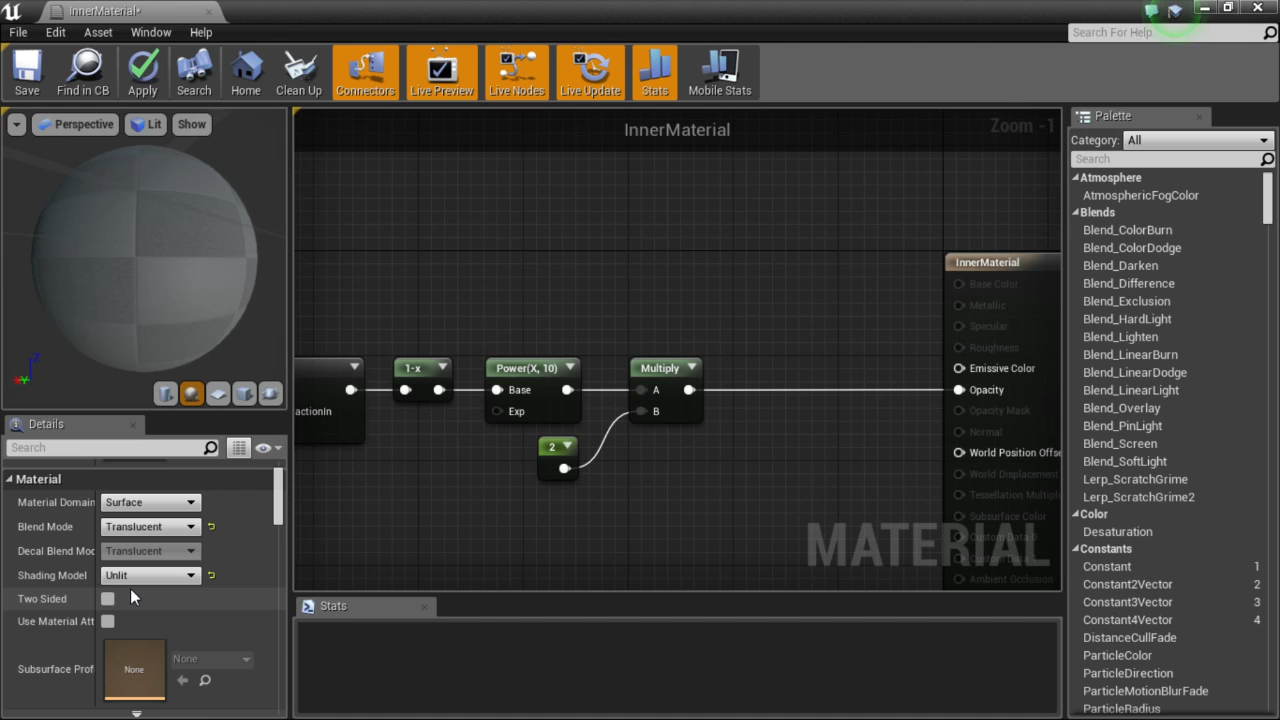 InnerMaterial*
File Edit Asset Window Help
Search For Help
Save Find in CB Apply Search Home Clean Up Connectors Live Preview Live Nodes Live Update Stats Mobile Stats
Perspective Lit Show
InnerMaterial
Zoom -1
Z
1-x
Power(X, 10)
Base
Exp
actionIn
2
Multiply
A
B
InnerMaterial
Base Color
Metallic
Specular
Roughness
Emissive Color
Opacity
Opacity Mask
Normal
World Position Offse
World Displacement
Tessellation Multiplie
Subsurface Color
Custom Data 0
Ambient Occlusion
MATERIAL
Details
Search
Material
Material Domain Surface
Blend Mode Translucent
Decal Blend Mod Translucent
Shading Model Unlit
Two Sided
Use Material Att
Subsurface Prof None None
Stats
Palette
Category: All
Search
Atmosphere
AtmosphericFogColor
Blends
Blend_ColorBurn
Blend_ColorDodge
Blend_Darken
Blend_Difference
Blend_Exclusion
Blend_HardLight
Blend_Lighten
Blend_LinearBurn
Blend_LinearDodge
Blend_LinearLight
Blend_Overlay
Blend_PinLight
Blend_Screen
Blend_SoftLight
Lerp_ScratchGrime
Lerp_ScratchGrime2
Color
Desaturation
Constants
Constant 1
Constant2Vector 2
Constant3Vector 3
Constant4Vector 4
DistanceCullFade
ParticleColor
ParticleDirection
ParticleMotionBlurFade
ParticleRadius